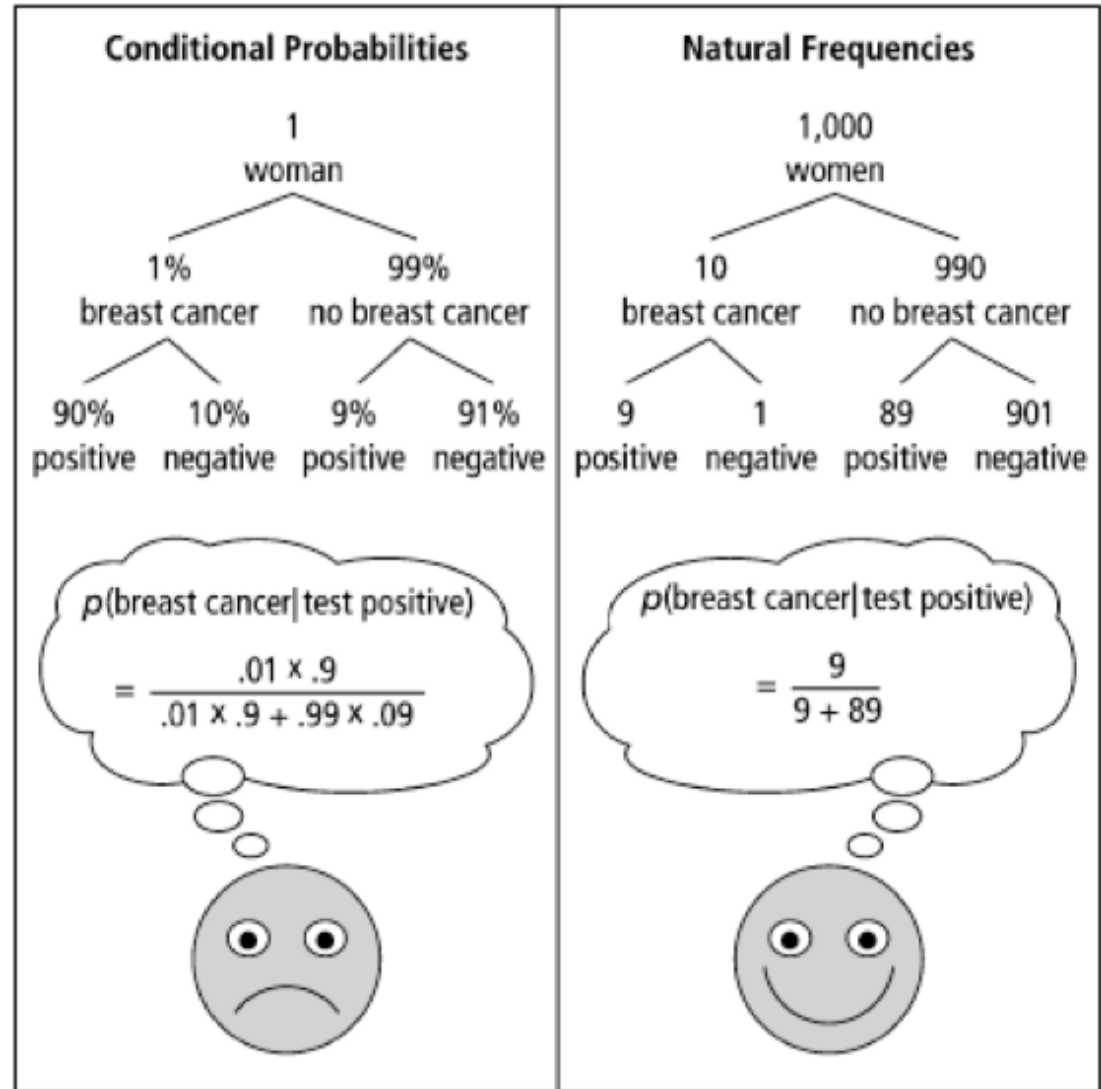 Conditional Probabilities
1
woman
1% 99%
breast cancer no breast cancer
90% 10% 9% 91%
positive negative positive negative
p(breast cancer|test positive)
.01 × .9
=
.01 × .9 + .99 × .09
Natural Frequencies
1,000
women
10 990
breast cancer no breast cancer
9 1 89 901
positive negative positive negative
p(breast cancer|test positive)
9
=
9 + 89